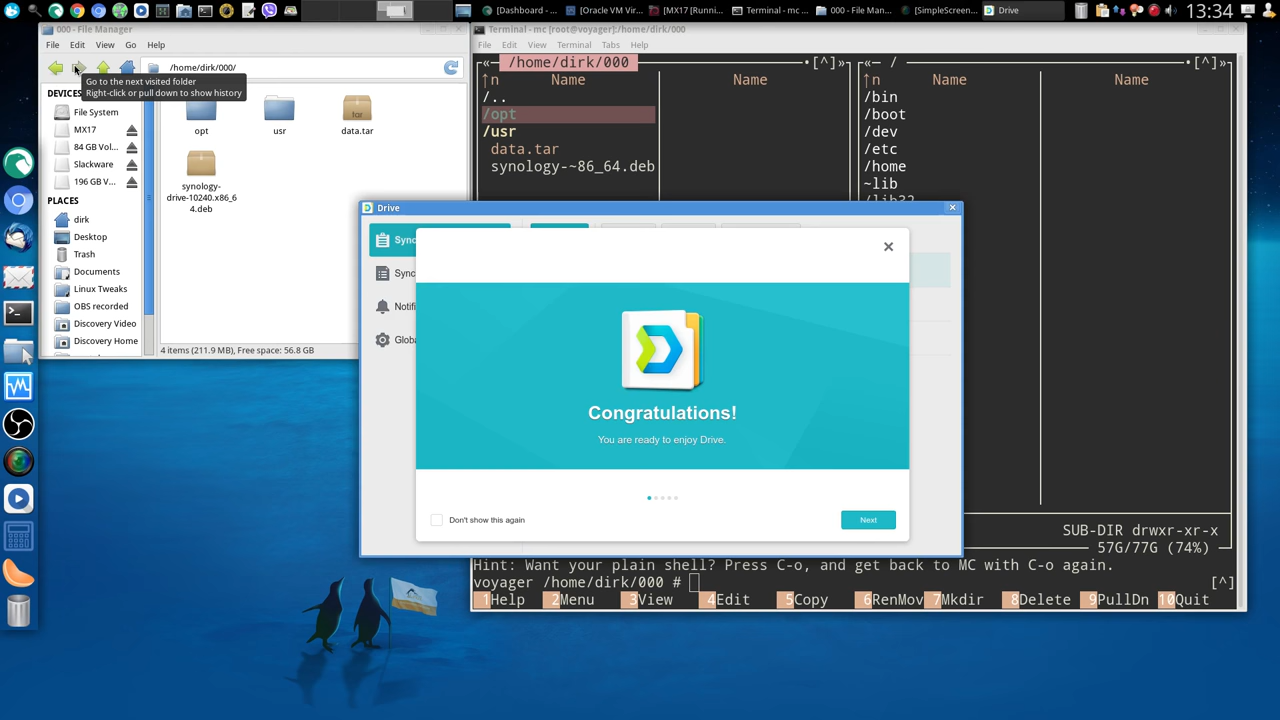 [Dashboard - ...
[Oracle VM Vir...
[MX17 [Runni...
Terminal - mc ...
000 - File Man...
[SimpleScreen...
Drive
13:34
000 - File Manager
File Edit View Go Help
/home/dirk/000/
Go to the next visited folder
Right-click or pull down to show history
DEVICES
File System
MX17
84 GB Vol...
Slackware
196 GB V...
PLACES
dirk
Desktop
Trash
Documents
Linux Tweaks
OBS recorded
Discovery Video
Discovery Home
opt
usr
data.tar
synology-
drive-10240.x86_6
4.deb
4 items (211.9 MB), Free space: 56.8 GB
Terminal - mc [root@voyager]:/home/dirk/000
File Edit View Terminal Tabs Help
«─ /home/dirk/000 ─•[^]»
↑n Name Name
/..
/opt
/usr
data.tar
synology-~86_64.deb
«─ / ─•[^]»
↑n Name Name
/bin
/boot
/dev
/etc
/home
~lib
/lib32
SUB-DIR drwxr-xr-x
57G/77G (74%)
Hint: Want your plain shell? Press C-o, and get back to MC with C-o again.
voyager /home/dirk/000 # [^]
1Help 2Menu 3View 4Edit 5Copy 6RenMov 7Mkdir 8Delete 9PullDn 10Quit
Drive
Sync
Notifi
Globa
Congratulations!
You are ready to enjoy Drive.
Don't show this again
Next